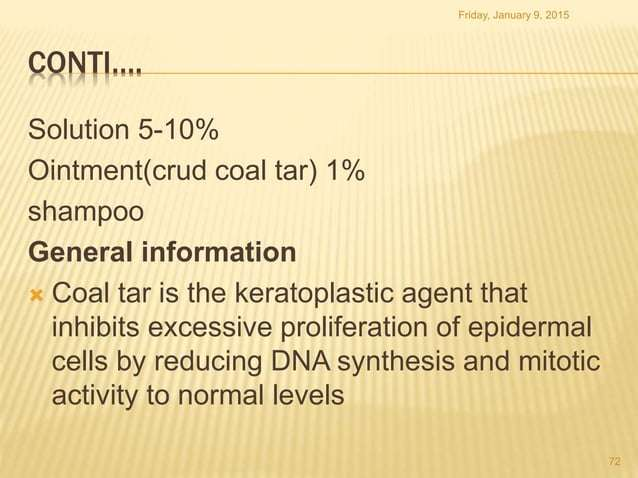 Friday, January 9, 2015
CONTI....
Solution 5-10%
Ointment(crud coal tar) 1%
shampoo
General information
Coal tar is the keratoplastic agent that
inhibits excessive proliferation of epidermal
cells by reducing DNA synthesis and mitotic
activity to normal levels
72